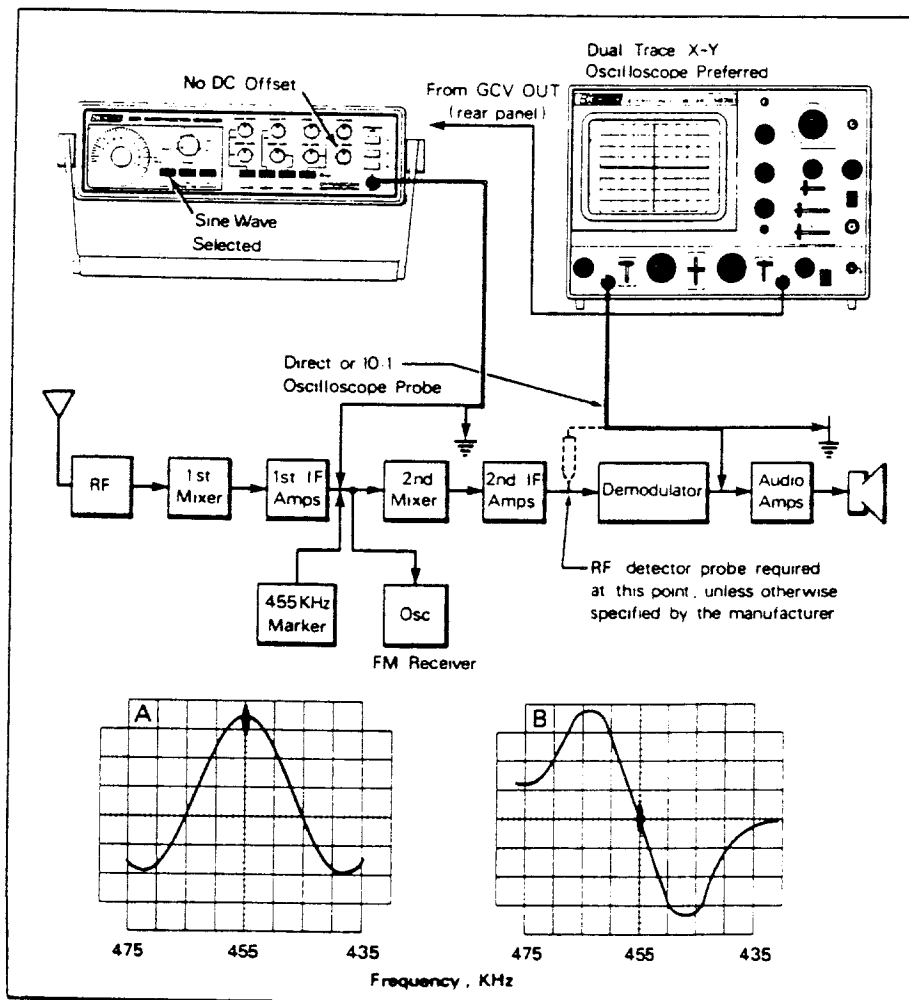 Dual Trace X-Y
Oscilloscope Preferred
No DC Offset
From GCV OUT
(rear panel)
Sine Wave
Selected
Direct or 10:1
Oscilloscope Probe
RF
1st
Mixer
1st IF
Amps
2nd
Mixer
2nd IF
Amps
Demodulator
Audio
Amps
455KHz
Marker
Osc
FM Receiver
RF detector probe required
at this point, unless otherwise
specified by the manufacturer
A
B
475
455
435
475
455
435
Frequency, KHz